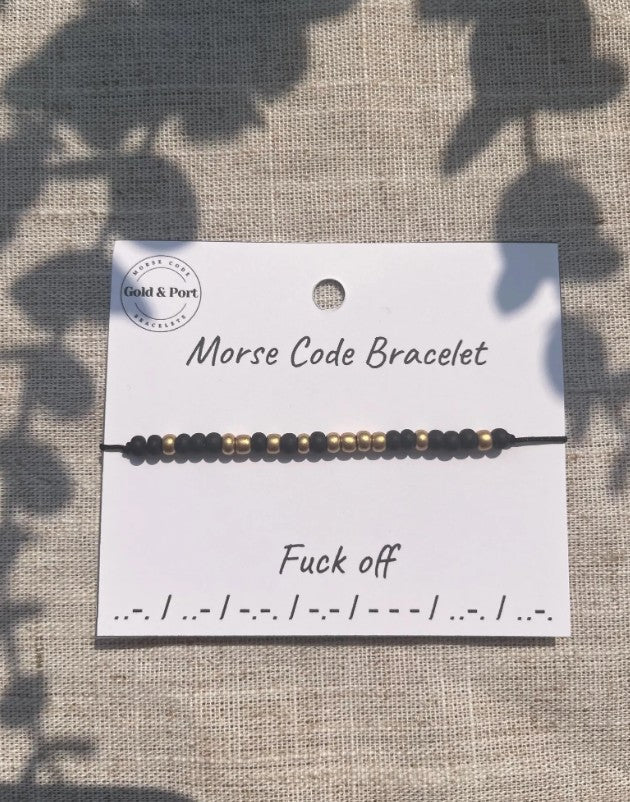 MORSE CODE
Gold & Port
BRACELETS
Morse Code Bracelet
Fuck off
..-. / ..- / -.-. / -.- / - - - / ..-. / ..-.